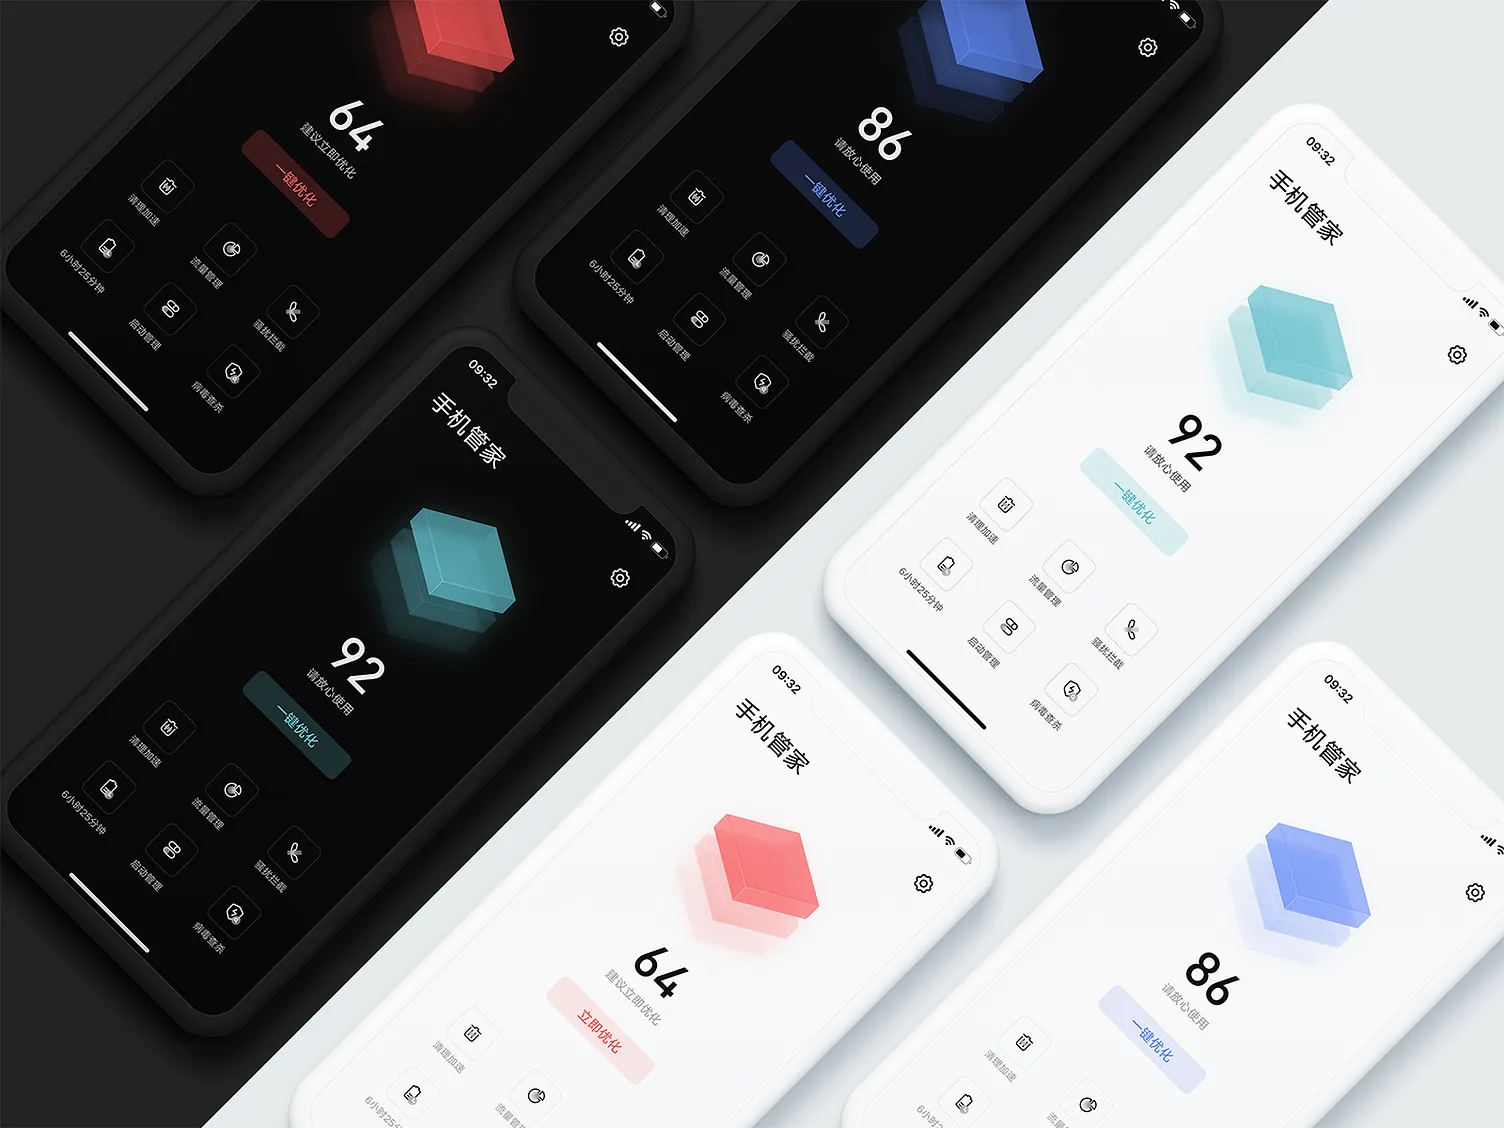 64
建议立即优化
一键优化
清理加速
流量管理
骚扰拦截
6小时25分钟
启动管理
病毒查杀
86
请放心使用
一键优化
清理加速
流量管理
骚扰拦截
6小时25分钟
启动管理
病毒查杀
09:32
手机管家
92
请放心使用
一键优化
清理加速
流量管理
骚扰拦截
6小时25分钟
启动管理
病毒查杀
09:32
手机管家
92
请放心使用
一键优化
清理加速
流量管理
骚扰拦截
6小时25分钟
启动管理
病毒查杀
09:32
手机管家
64
建议立即优化
立即优化
清理加速
流量管理
6小时25分
09:32
手机管家
86
请放心使用
一键优化
清理加速
流量管
6小时2